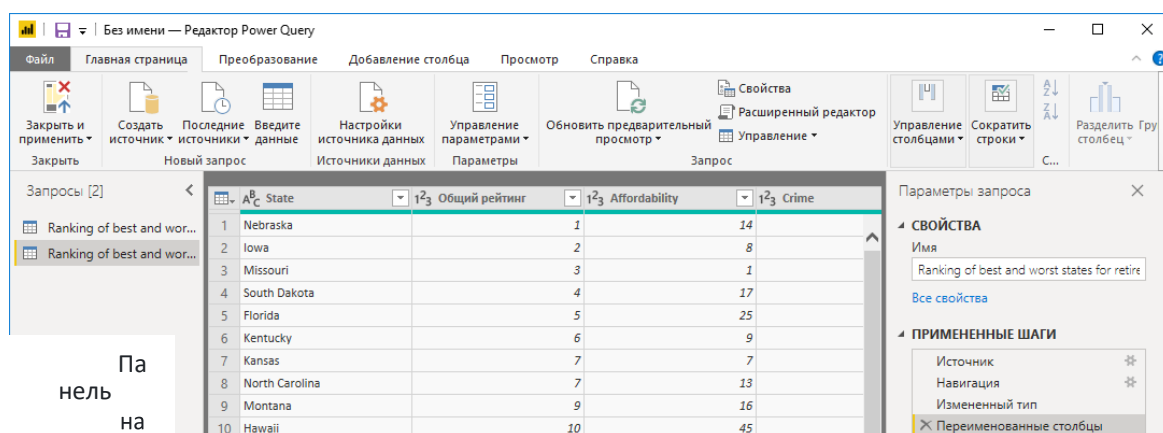 Без имени — Редактор Power Query
Файл Главная страница Преобразование Добавление столбца Просмотр Справка
Закрыть и применить
Создать источник
Последние источники
Введите данные
Настройки источника данных
Управление параметрами
Обновить предварительный просмотр
Свойства
Расширенный редактор
Управление
Управление столбцами
Сократить строки
Разделить столбец
Гру
Закрыть Новый запрос Источники данных Параметры Запрос С...
Запросы [2]
Ranking of best and wor...
Ranking of best and wor...
State Общий рейтинг Affordability Crime
1 Nebraska 1 14
2 Iowa 2 8
3 Missouri 3 1
4 South Dakota 4 17
5 Florida 5 25
6 Kentucky 6 9
7 Kansas 7 7
8 North Carolina 7 13
9 Montana 9 16
10 Hawaii 10 45
Па
нель
на
Параметры запроса
СВОЙСТВА
Имя
Ranking of best and worst states for retire
Все свойства
ПРИМЕНЕННЫЕ ШАГИ
Источник
Навигация
Измененный тип
Переименованные столбцы